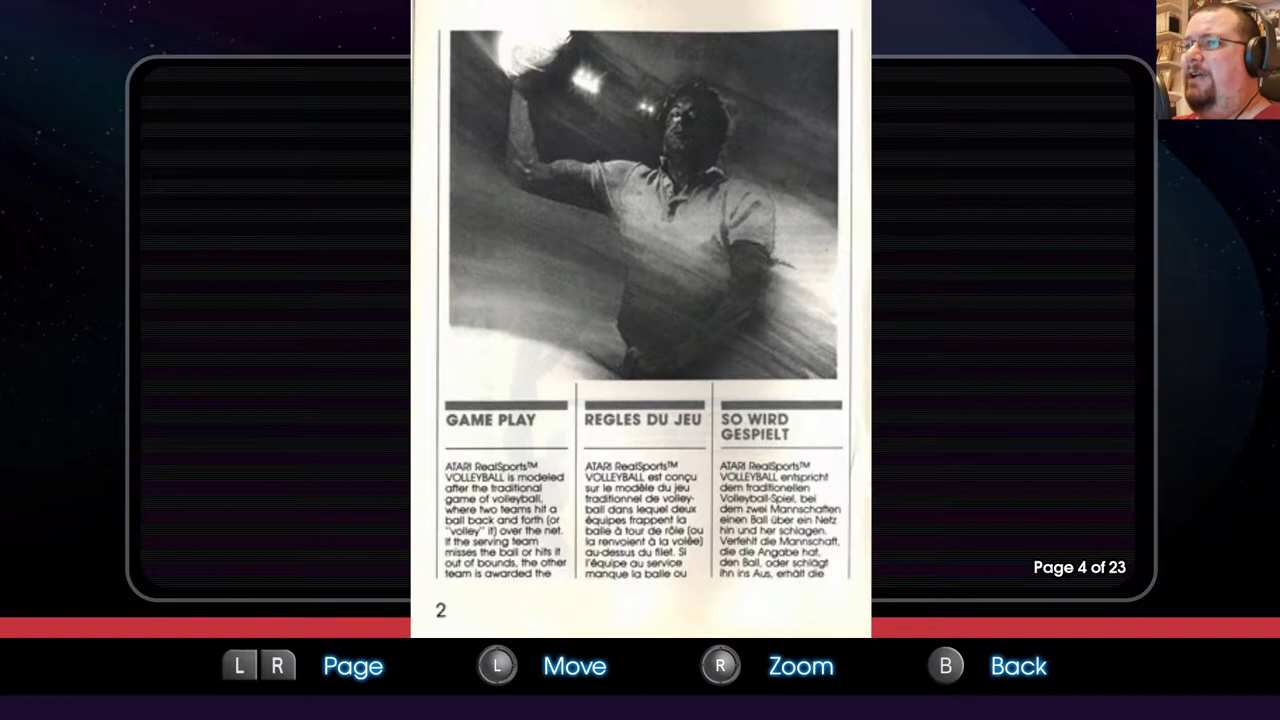 GAME PLAY
ATARI RealSports™
VOLLEYBALL is modeled
after the traditional
game of volleyball,
where two teams hit a
ball back and forth (or
"volley" it) over the net.
If the serving team
misses the ball or hits it
out of bounds, the other
team is awarded the
REGLES DU JEU
ATARI RealSports™
VOLLEYBALL est conçu
sur le modèle du jeu
traditionnel de volley-
ball dans lequel deux
équipes frappent la
balle à tour de rôle (ou
la renvoient à la volée)
au-dessus du filet. Si
l'équipe au service
manque la balle ou
SO WIRD
GESPIELT
ATARI RealSports™
VOLLEYBALL entspricht
dem traditionellen
Volleyball-Spiel, bei
dem zwei Mannschaften
einen Ball über ein Netz
hin und her schlagen.
Verfehlt die Mannschaft,
die die Angabe hat,
den Ball, oder schlägt
ihn ins Aus, erhält die
2
Page 4 of 23
L R Page
L Move
R Zoom
B Back